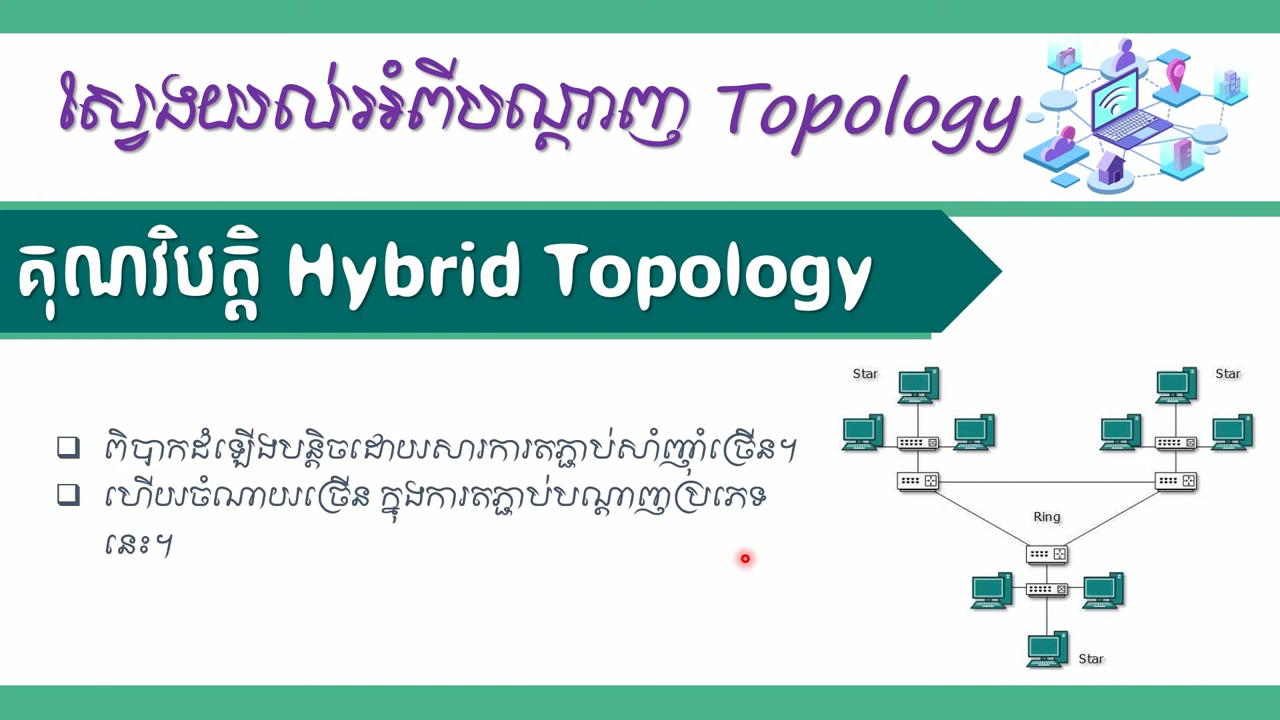 ស្វែងយល់អំពីបណ្តាញ Topology
គុណវិបត្តិ Hybrid Topology
ពិបាកដំឡើងបន្តិចដោយសារការតភ្ជាប់សាំញ៉ាំច្រើន។
ហើយចំណាយច្រើន ក្នុងការតភ្ជាប់បណ្តាញប្រភេទ
នេះ។
Star
Star
Ring
Star